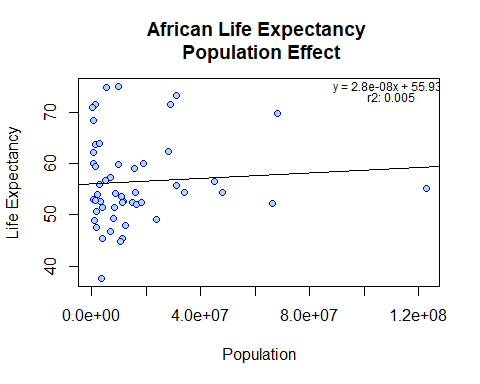 African Life Expectancy
Population Effect
y = 2.8e-08x + 55.93
r2: 0.005
Life Expectancy
70
60
50
40
0.0e+00 4.0e+07 8.0e+07 1.2e+08
Population